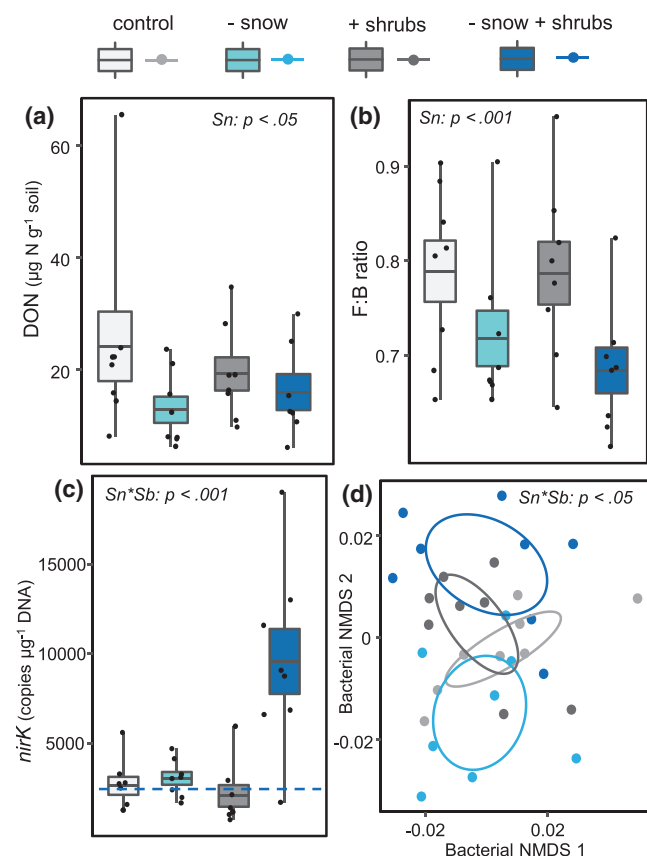 control - snow + shrubs - snow + shrubs
(a) Sn: p < .05
DON (µg N g⁻¹ soil)
60
40
20
(b) Sn: p <.001
F:B ratio
0.9
0.8
0.7
(c) Sn*Sb: p < .001
nirK (copies µg⁻¹ DNA)
15000
10000
5000
(d) Sn*Sb: p < .05
Bacterial NMDS 2
0.02
0
-0.02
-0.02 0.02
Bacterial NMDS 1